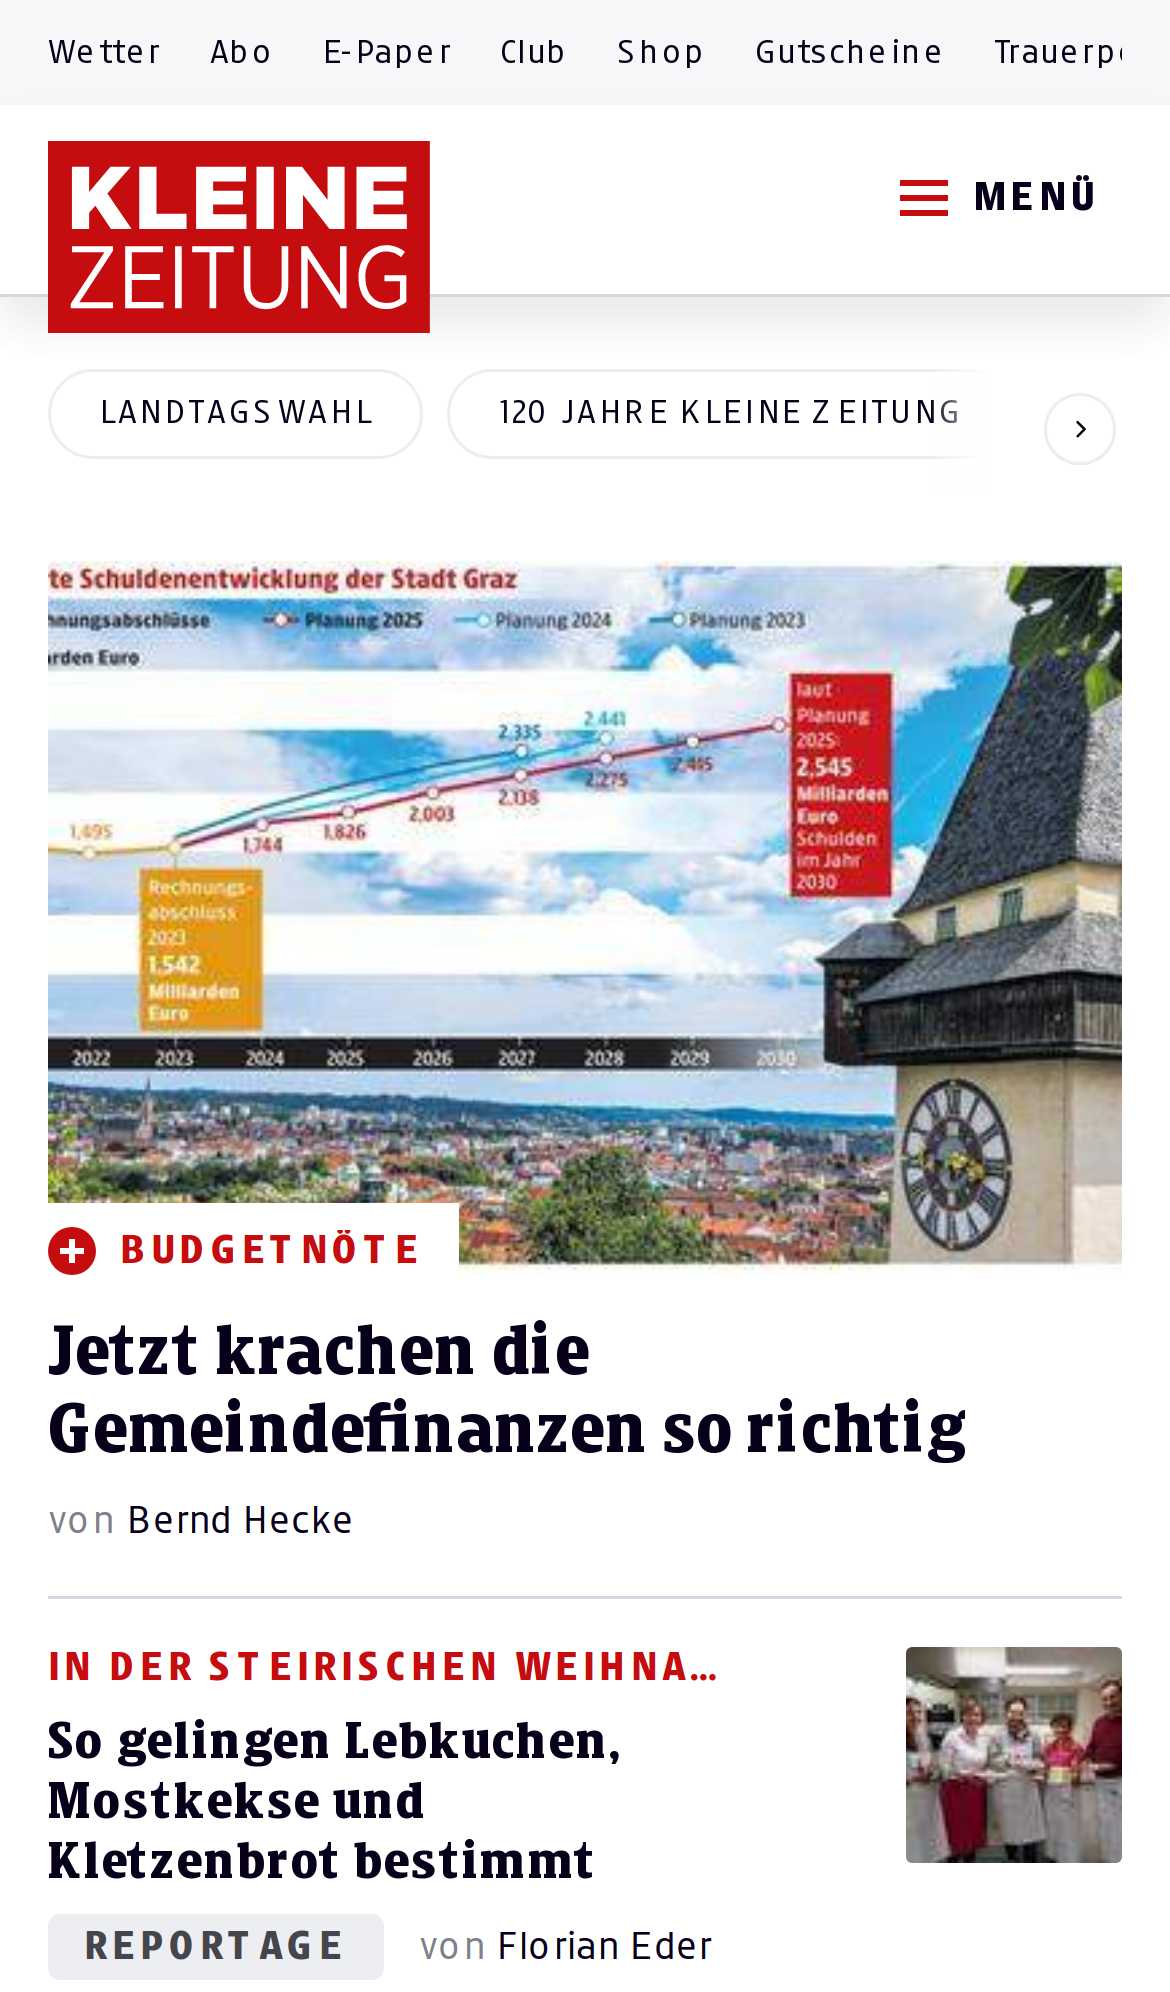 Wetter Abo E-Paper Club Shop Gutscheine Trauerp
KLEINE
ZEITUNG
MENÜ
LANDTAGSWAHL
120 JAHRE KLEINE ZEITUNG
te Schuldenentwicklung der Stadt Graz
hnungsabschlüsse Planung 2025 Planung 2024 Planung 2023
rden Euro
2.335 2.441
2.138 2.275 2.415
1.495 1.744 1.826 2.003
laut
Planung
2025:
2,545
Milliarden
Euro
Schulden
im Jahr
2030
Rechnungs-
abschluss
2023
1.542
Milliarden
Euro
2022 2023 2024 2025 2026 2027 2028 2029 2030
BUDGETNÖTE
Jetzt krachen die
Gemeindefinanzen so richtig
von Bernd Hecke
IN DER STEIRISCHEN WEIHNA...
So gelingen Lebkuchen,
Mostkekse und
Kletzenbrot bestimmt
REPORTAGE von Florian Eder